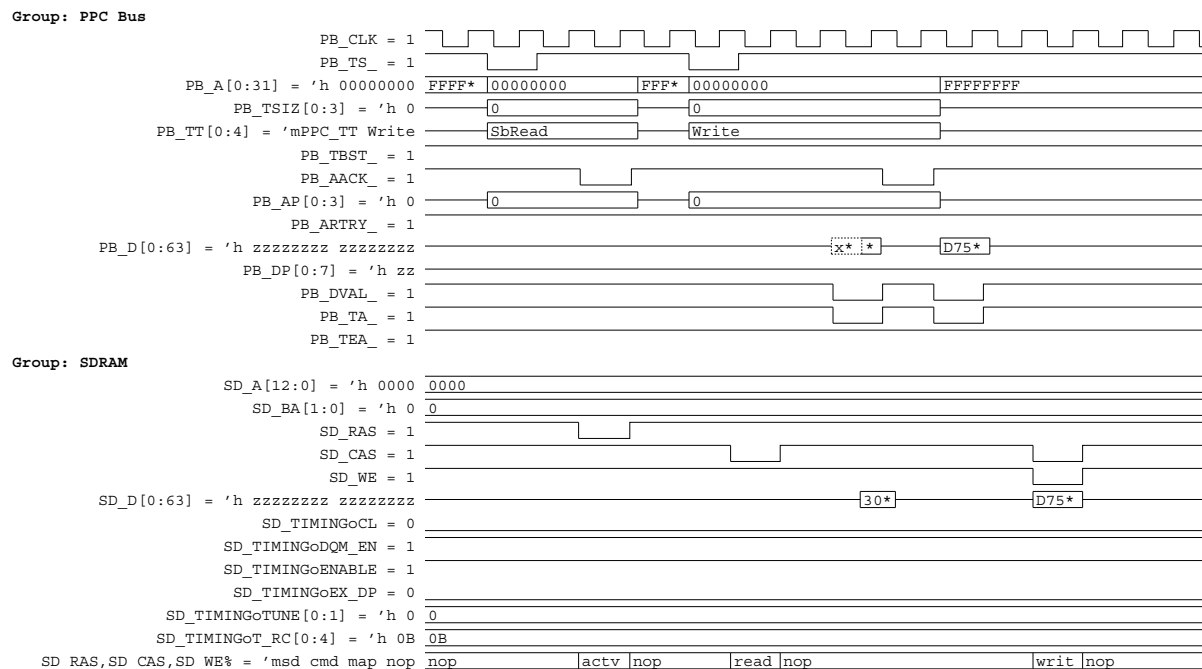 Group: PPC Bus
PB_CLK = 1
PB_TS_ = 1
PB_A[0:31] = 'h 00000000 FFFF* 00000000 FFF* 00000000 FFFFFFFF
PB_TSIZ[0:3] = 'h 0 0 0
PB_TT[0:4] = 'mPPC_TT Write SbRead Write
PB_TBST_ = 1
PB_AACK_ = 1
PB_AP[0:3] = 'h 0 0 0
PB_ARTRY_ = 1
PB_D[0:63] = 'h zzzzzzzz zzzzzzzz x* * D75*
PB_DP[0:7] = 'h zz
PB_DVAL_ = 1
PB_TA_ = 1
PB_TEA_ = 1
Group: SDRAM
SD_A[12:0] = 'h 0000 0000
SD_BA[1:0] = 'h 0 0
SD_RAS = 1
SD_CAS = 1
SD_WE = 1
SD_D[0:63] = 'h zzzzzzzz zzzzzzzz 30* D75*
SD_TIMINGoCL = 0
SD_TIMINGoDQM_EN = 1
SD_TIMINGoENABLE = 1
SD_TIMINGoEX_DP = 0
SD_TIMINGoTUNE[0:1] = 'h 0 0
SD_TIMINGoT_RC[0:4] = 'h 0B 0B
SD RAS,SD CAS,SD WE% = 'msd cmd map nop nop actv nop read nop writ nop